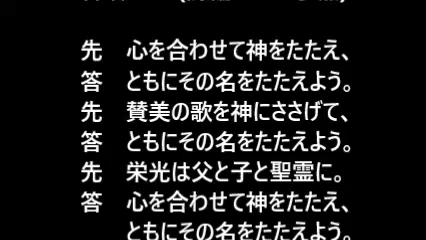 先 心を合わせて神をたたえ、
答 ともにその名をたたえよう。
先 賛美の歌を神にささげて、
答 ともにその名をたたえよう。
先 栄光は父と子と聖霊に。
答 心を合わせて神をたたえ、
ともにその名をたたえよう。